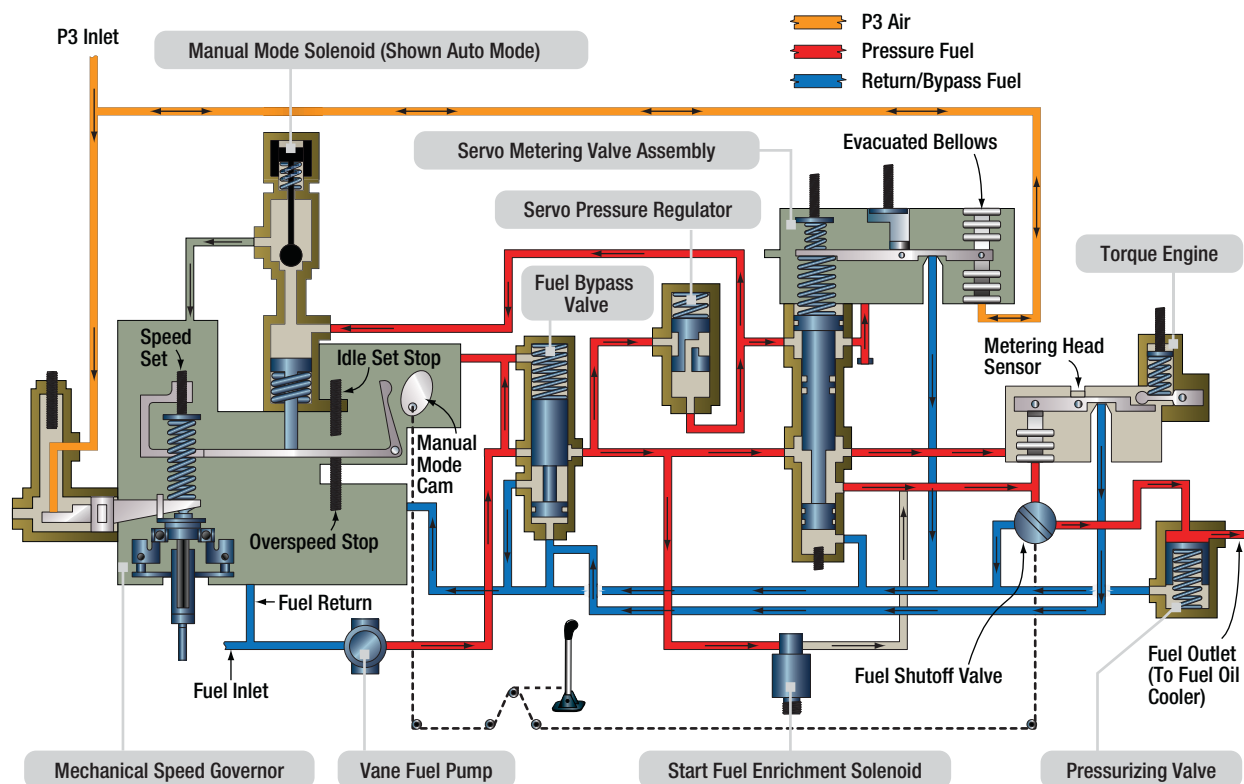 P3 Inlet
Manual Mode Solenoid (Shown Auto Mode)
P3 Air
Pressure Fuel
Return/Bypass Fuel
Servo Metering Valve Assembly
Evacuated Bellows
Servo Pressure Regulator
Torque Engine
Fuel Bypass
Valve
Speed
Set
Idle Set Stop
Metering Head
Sensor
Manual
Mode
Cam
Overspeed Stop
Fuel Return
Fuel Inlet
Fuel Shutoff Valve
Fuel Outlet
(To Fuel Oil
Cooler)
Mechanical Speed Governor
Vane Fuel Pump
Start Fuel Enrichment Solenoid
Pressurizing Valve